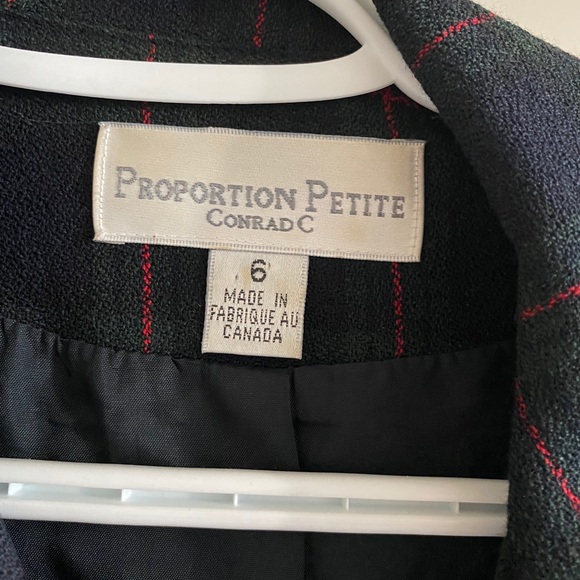 PROPORTION PETITE
CONRAD C
6
MADE IN
FABRIQUE AU
CANADA